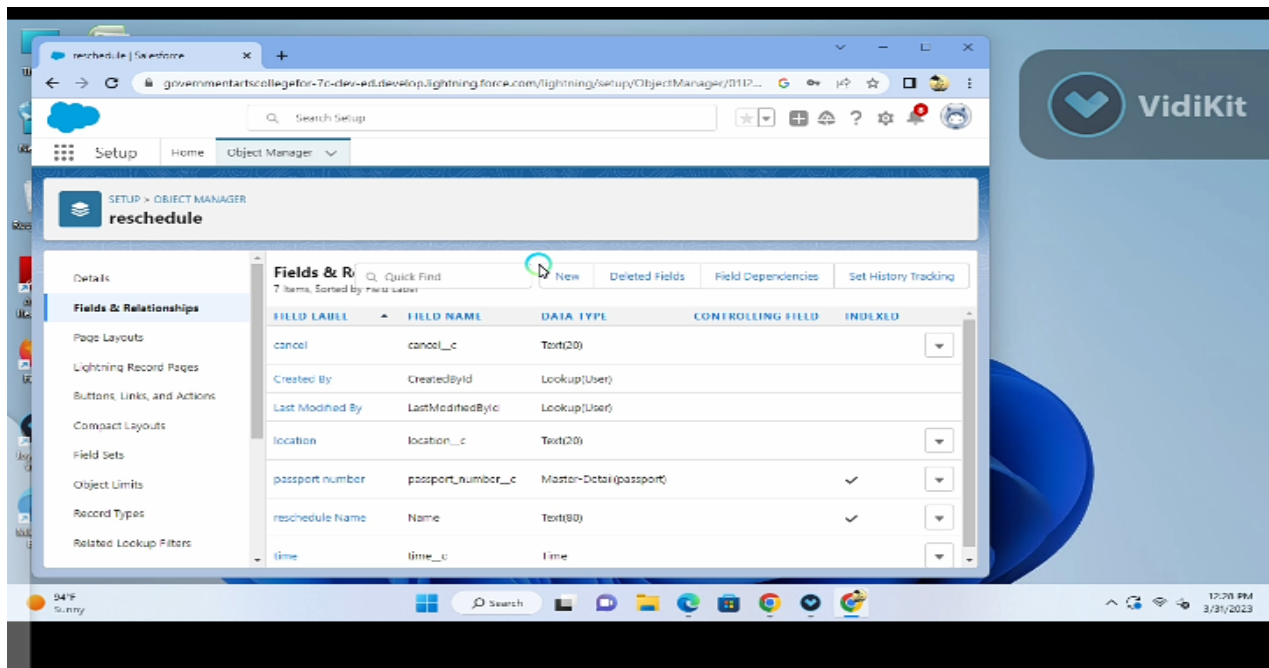 reschedule | Salesforce
governmentartscollegefor-7c-dev-ed.develop.lightning.force.com/lightning/setup/ObjectManager/01I2...
VidiKit
Search Setup
Setup Home Object Manager
SETUP > OBJECT MANAGER
reschedule
Details
Fields & Relationships
Page Layouts
Lightning Record Pages
Buttons, Links, and Actions
Compact Layouts
Field Sets
Object Limits
Record Types
Related Lookup Filters
Fields & R
Quick Find
New
Deleted Fields
Field Dependencies
Set History Tracking
7 Items, Sorted by Field Label
FIELD LABEL FIELD NAME DATA TYPE CONTROLLING FIELD INDEXED
cancel cancel__c Text(20)
Created By CreatedById Lookup(User)
Last Modified By LastModifiedById Lookup(User)
location location__c Text(20)
passport number passport_number__c Master-Detail(passport)
reschedule Name Name Text(80)
time time__c Time
94°F
Sunny
Search
12:28 PM
3/31/2023